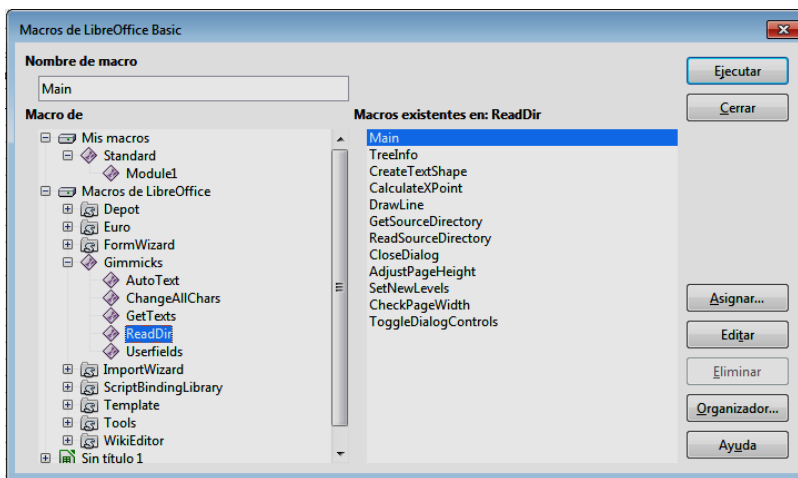 Macros de LibreOffice Basic
Nombre de macro
Main
Macro de
Mis macros
Standard
Module1
Macros de LibreOffice
Depot
Euro
FormWizard
Gimmicks
AutoText
ChangeAllChars
GetTexts
ReadDir
Userfields
ImportWizard
ScriptBindingLibrary
Template
Tools
WikiEditor
Sin título 1
Macros existentes en: ReadDir
Main
TreeInfo
CreateTextShape
CalculateXPoint
DrawLine
GetSourceDirectory
ReadSourceDirectory
CloseDialog
AdjustPageHeight
SetNewLevels
CheckPageWidth
ToggleDialogControls
Ejecutar
Cerrar
Asignar...
Editar
Eliminar
Organizador...
Ayuda